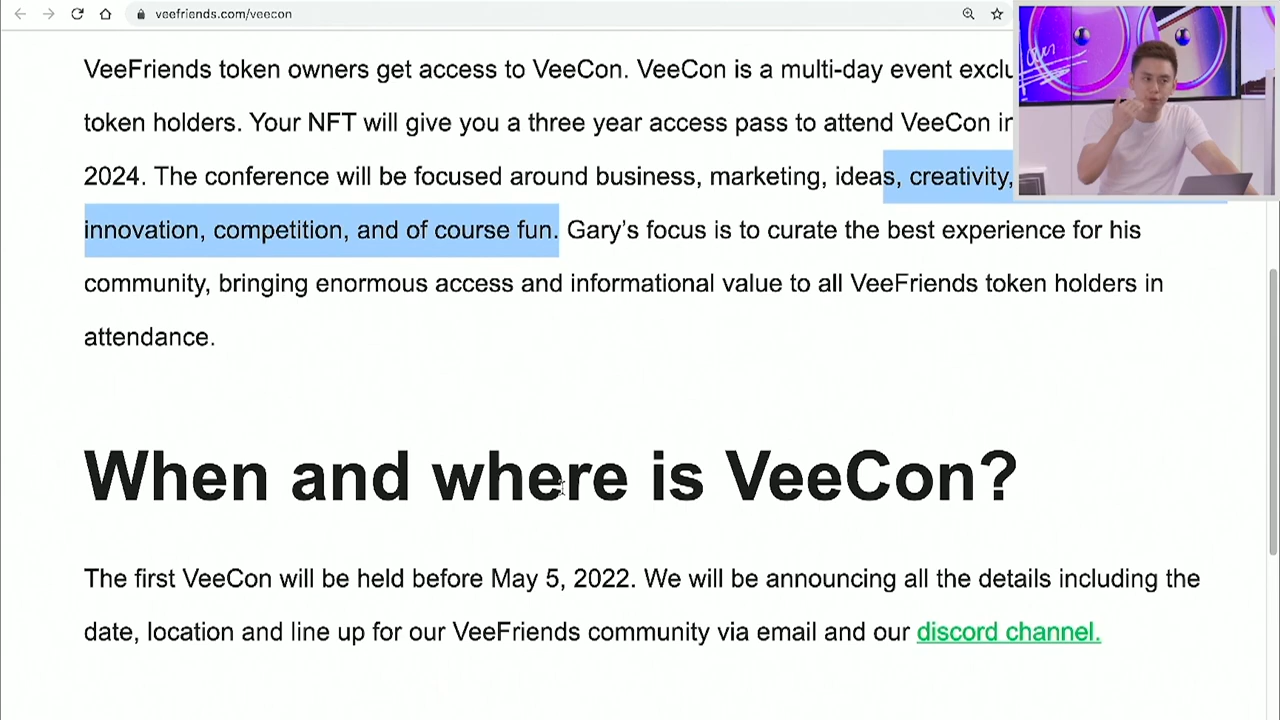 veefriends.com/veecon
VeeFriends token owners get access to VeeCon. VeeCon is a multi-day event
token holders. Your NFT will give you a three year access pass to attend VeeCon
2024. The conference will be focused around business, marketing, ideas, creativity,
innovation, competition, and of course fun. Gary’s focus is to curate the best experience for his
community, bringing enormous access and informational value to all VeeFriends token holders in
attendance.
When and where is VeeCon?
The first VeeCon will be held before May 5, 2022. We will be announcing all the details including the
date, location and line up for our VeeFriends community via email and our discord channel.